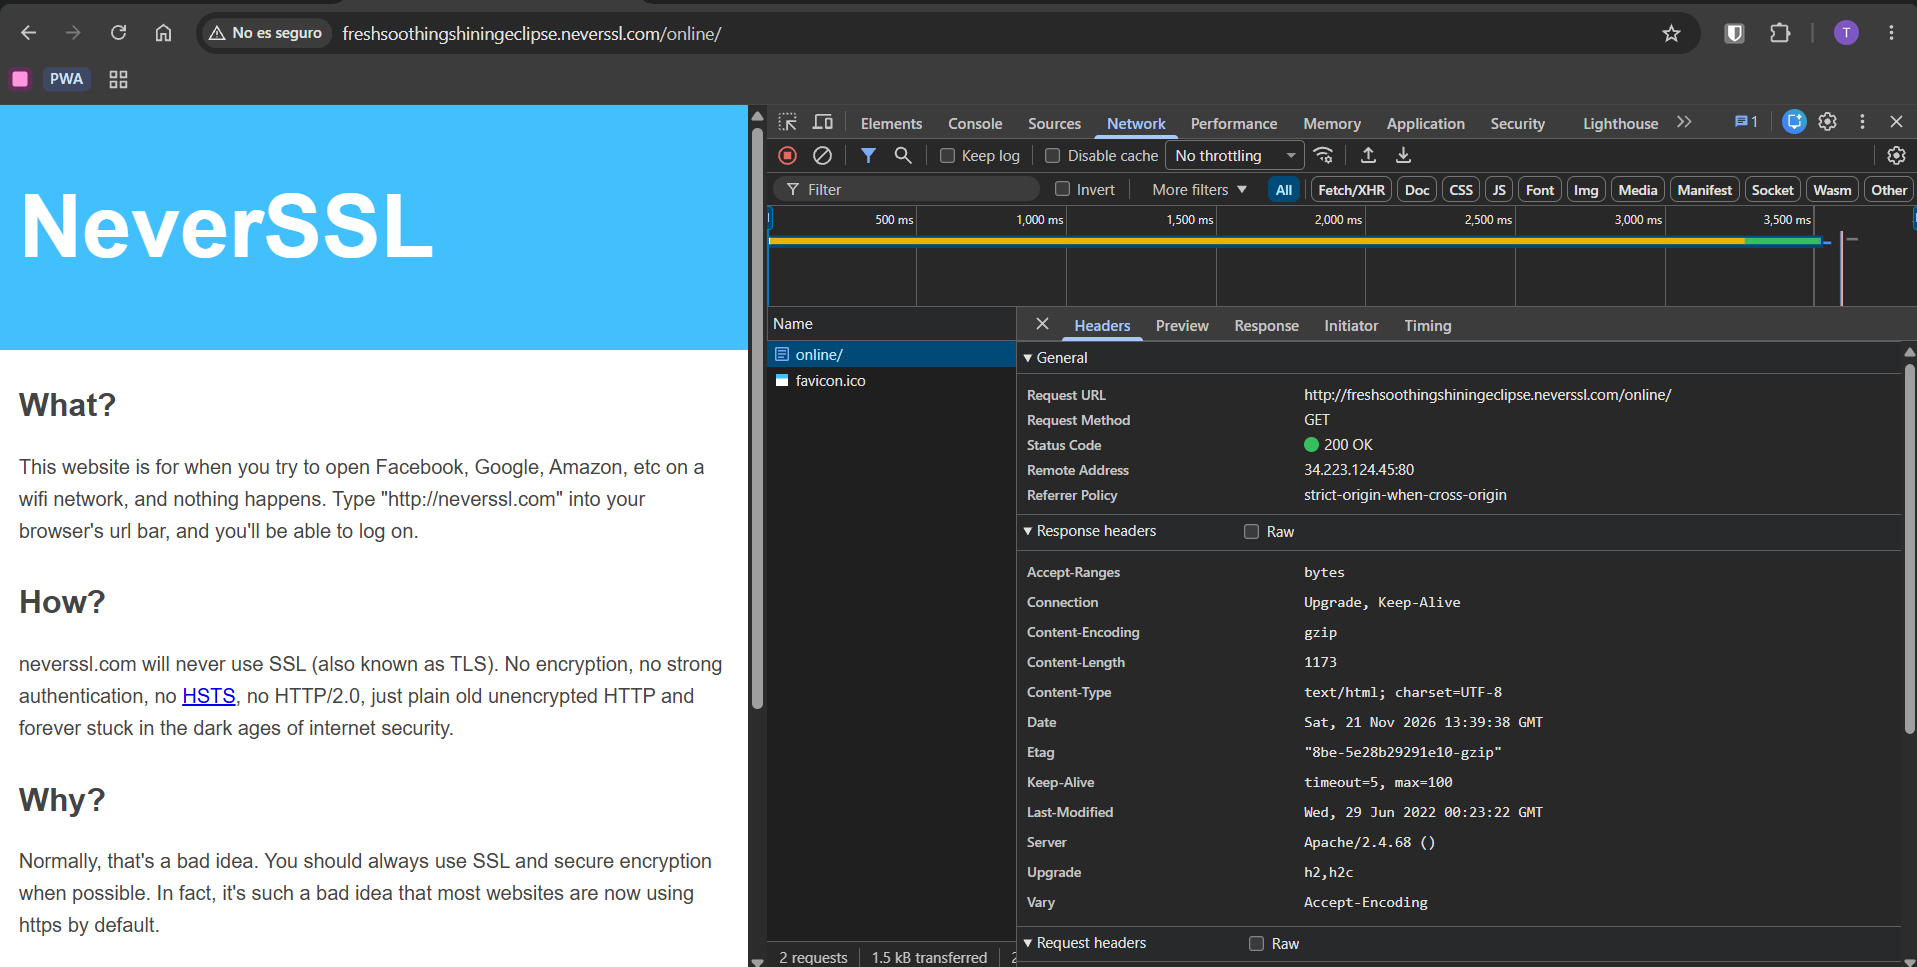 No es seguro
freshsoothingshiningeclipse.neverssl.com/online/
T
PWA
NeverSSL
What?
This website is for when you try to open Facebook, Google, Amazon, etc on a
wifi network, and nothing happens. Type "http://neverssl.com" into your
browser's url bar, and you'll be able to log on.
How?
neverssl.com will never use SSL (also known as TLS). No encryption, no strong
authentication, no HSTS, no HTTP/2.0, just plain old unencrypted HTTP and
forever stuck in the dark ages of internet security.
Why?
Normally, that's a bad idea. You should always use SSL and secure encryption
when possible. In fact, it's such a bad idea that most websites are now using
https by default.
Elements Console Sources Network Performance Memory Application Security Lighthouse 1
Keep log Disable cache No throttling
Filter Invert More filters All Fetch/XHR Doc CSS JS Font Img Media Manifest Socket Wasm Other
500 ms 1,000 ms 1,500 ms 2,000 ms 2,500 ms 3,000 ms 3,500 ms
Name
online/
favicon.ico
2 requests 1.5 kB transferred
Headers Preview Response Initiator Timing
General
Request URL http://freshsoothingshiningeclipse.neverssl.com/online/
Request Method GET
Status Code 200 OK
Remote Address 34.223.124.45:80
Referrer Policy strict-origin-when-cross-origin
Response headers Raw
Accept-Ranges bytes
Connection Upgrade, Keep-Alive
Content-Encoding gzip
Content-Length 1173
Content-Type text/html; charset=UTF-8
Date Sat, 21 Nov 2026 13:39:38 GMT
Etag "8be-5e28b29291e10-gzip"
Keep-Alive timeout=5, max=100
Last-Modified Wed, 29 Jun 2022 00:23:22 GMT
Server Apache/2.4.68 ()
Upgrade h2,h2c
Vary Accept-Encoding
Request headers Raw